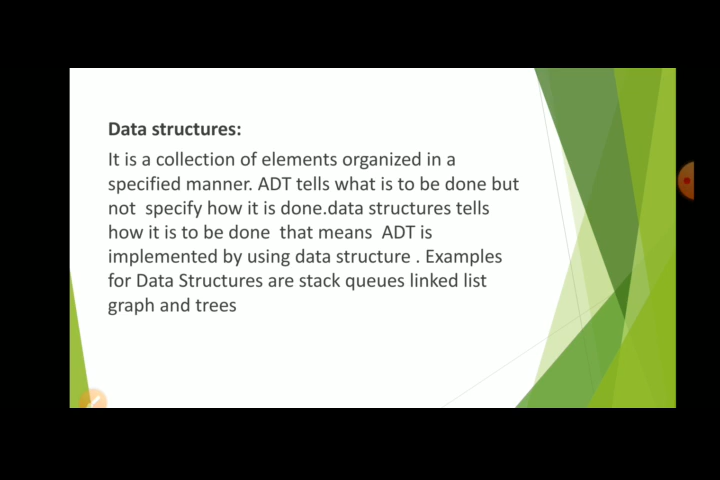 Data structures:
It is a collection of elements organized in a
specified manner. ADT tells what is to be done but
not  specify how it is done.data structures tells
how it is to be done  that means  ADT is
implemented by using data structure . Examples
for Data Structures are stack queues linked list
graph and trees